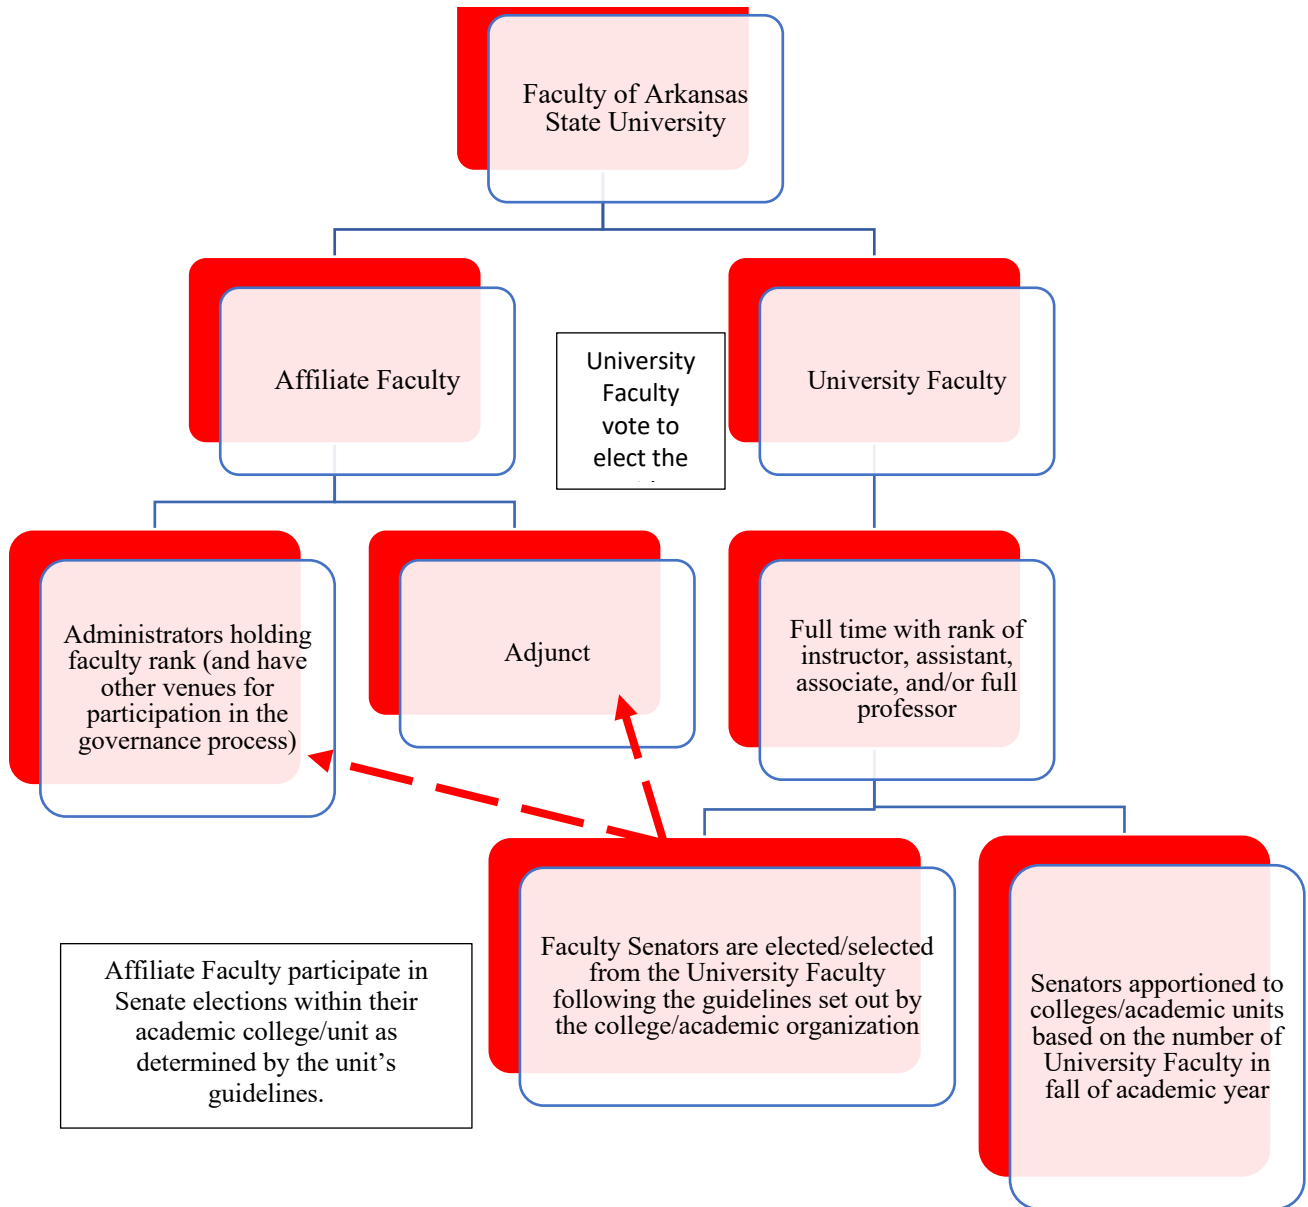 Faculty of Arkansas
State University
Affiliate Faculty
University
Faculty
vote to
elect the
University Faculty
Administrators holding
faculty rank (and have
other venues for
participation in the
governance process)
Adjunct
Full time with rank of
instructor, assistant,
associate, and/or full
professor
Affiliate Faculty participate in
Senate elections within their
academic college/unit as
determined by the unit’s
guidelines.
Faculty Senators are elected/selected
from the University Faculty
following the guidelines set out by
the college/academic organization
Senators apportioned to
colleges/academic units
based on the number of
University Faculty in
fall of academic year